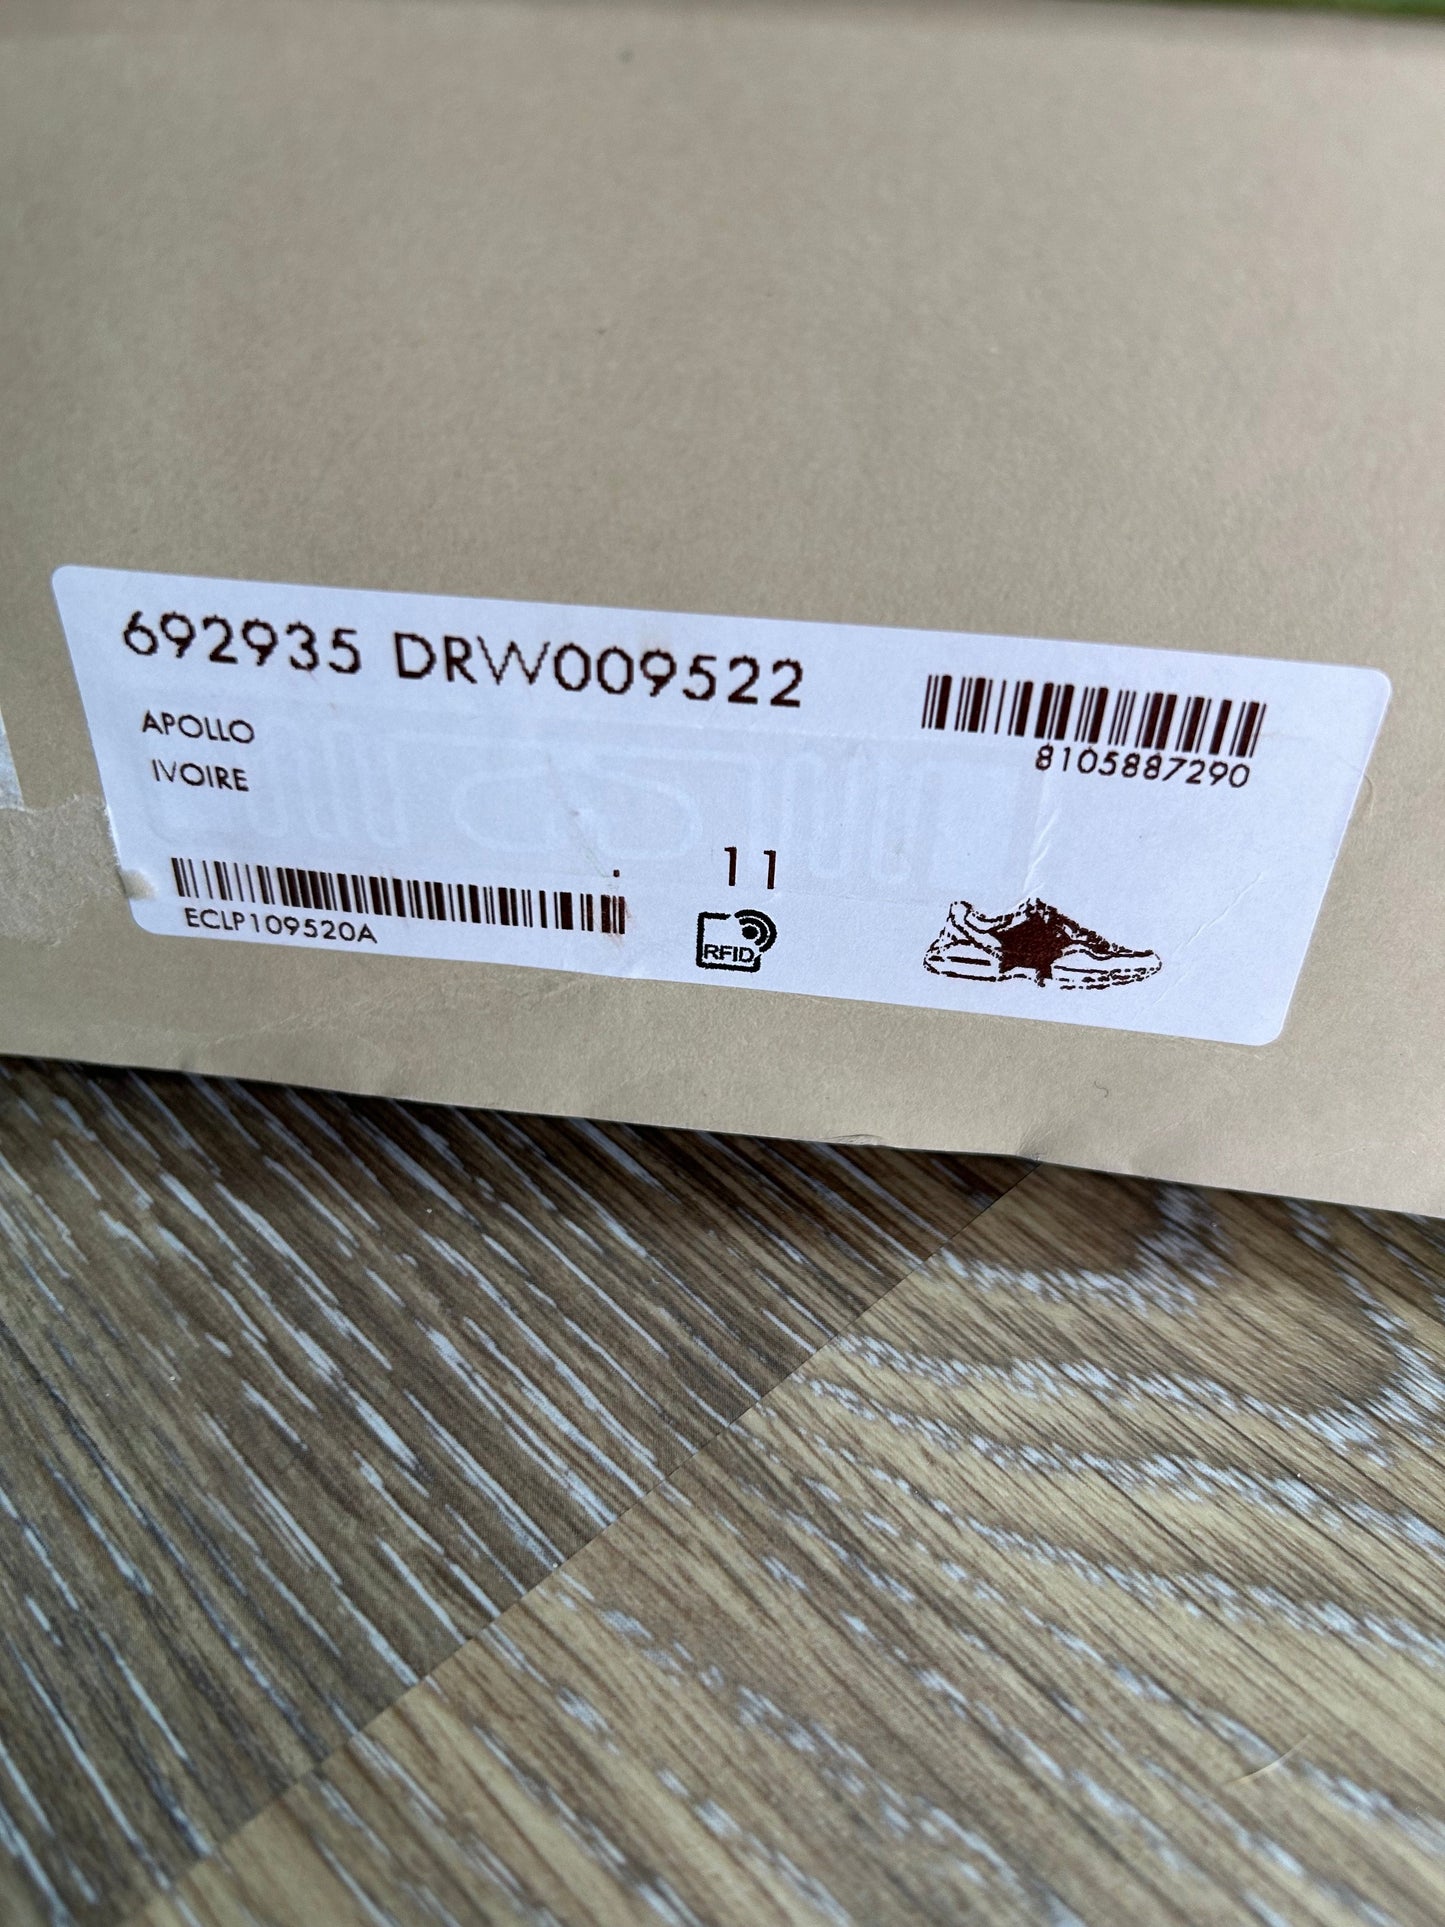 692935 DRW009522
APOLLO
IVOIRE
8105887290
11
ECLP109520A
RFID